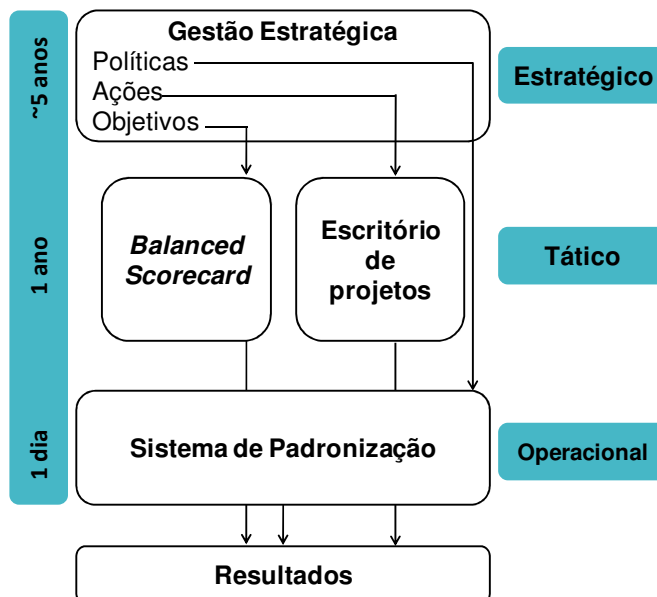 Gestão Estratégica
Políticas
Ações
Objetivos
~5 anos
Estratégico
Balanced
Scorecard
Escritório
de
projetos
1 ano
Tático
Sistema de Padronização
1 dia
Operacional
Resultados